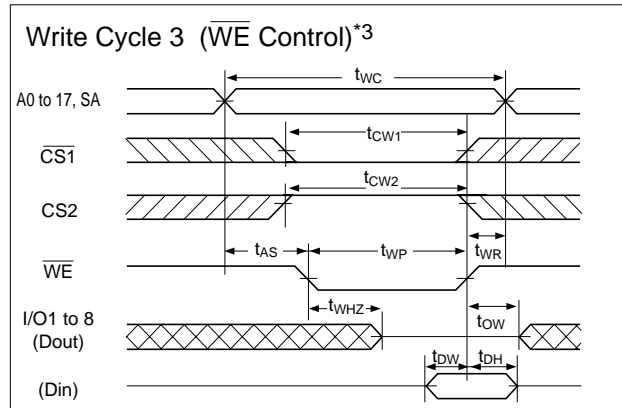 Write Cycle 3 (WE Control)*3
tWC
A0 to 17, SA
tCW1
CS1
tCW2
CS2
tAS
tWP
tWR
WE
tWHZ
tOW
I/O1 to 8
(Dout)
tDW
tDH
(Din)